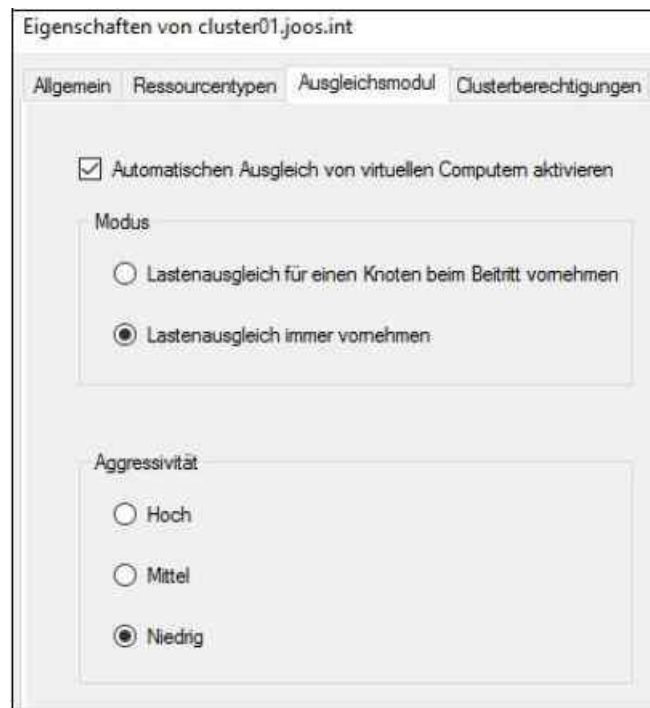 Eigenschaften von cluster01.joos.int
Allgemein Ressourcentypen Ausgleichsmodul Clusterberechtigungen
Automatischen Ausgleich von virtuellen Computern aktivieren
Modus
Lastenausgleich für einen Knoten beim Beitritt vornehmen
Lastenausgleich immer vornehmen
Aggressivität
Hoch
Mittel
Niedrig